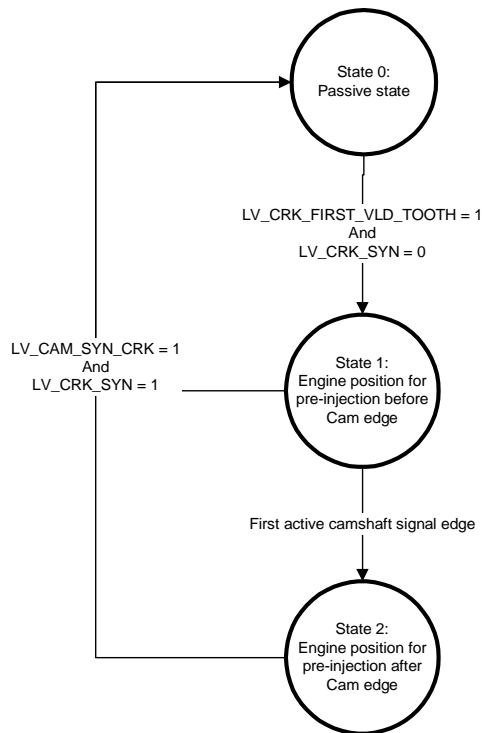 State 0:
Passive state
LV_CRK_FIRST_VLD_TOOTH = 1
And
LV_CRK_SYN = 0
LV_CAM_SYN_CRK = 1
And
LV_CRK_SYN = 1
State 1:
Engine position for
pre-injection before
Cam edge
First active camshaft signal edge
State 2:
Engine position for
pre-injection after
Cam edge